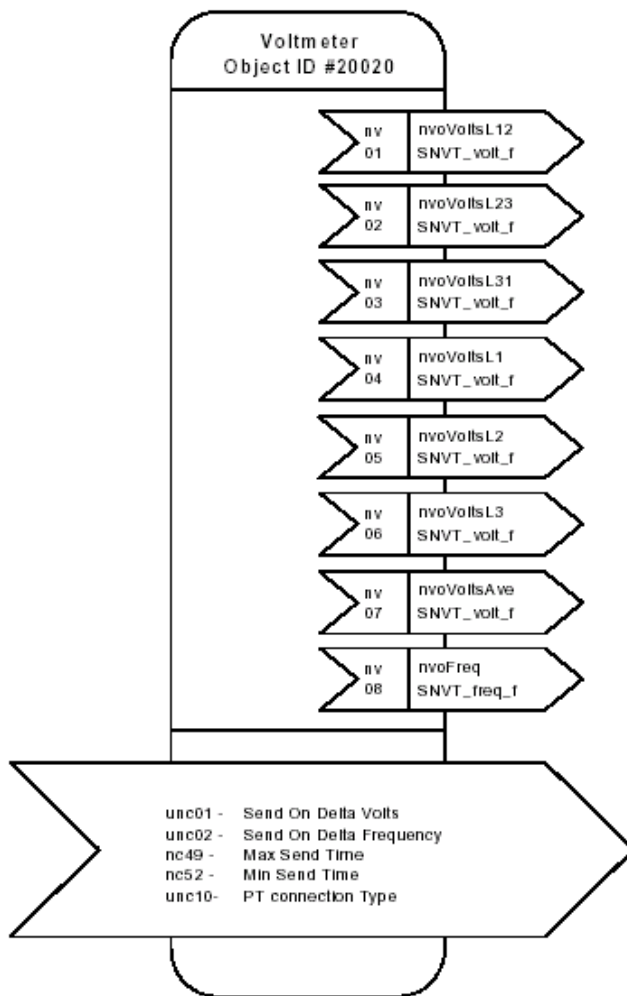 Voltmeter
Object ID #20020
nv nvoVoltsL12
01 SNVT_volt_f
nv nvoVoltsL23
02 SNVT_volt_f
nv nvoVoltsL31
03 SNVT_volt_f
nv nvoVoltsL1
04 SNVT_volt_f
nv nvoVoltsL2
05 SNVT_volt_f
nv nvoVoltsL3
06 SNVT_volt_f
nv nvoVoltsAve
07 SNVT_volt_f
nv nvoFreq
08 SNVT_freq_f
unc01 - Send On Delta Volts
unc02 - Send On Delta Frequency
nc49 - Max Send Time
nc52 - Min Send Time
unc10- PT connection Type